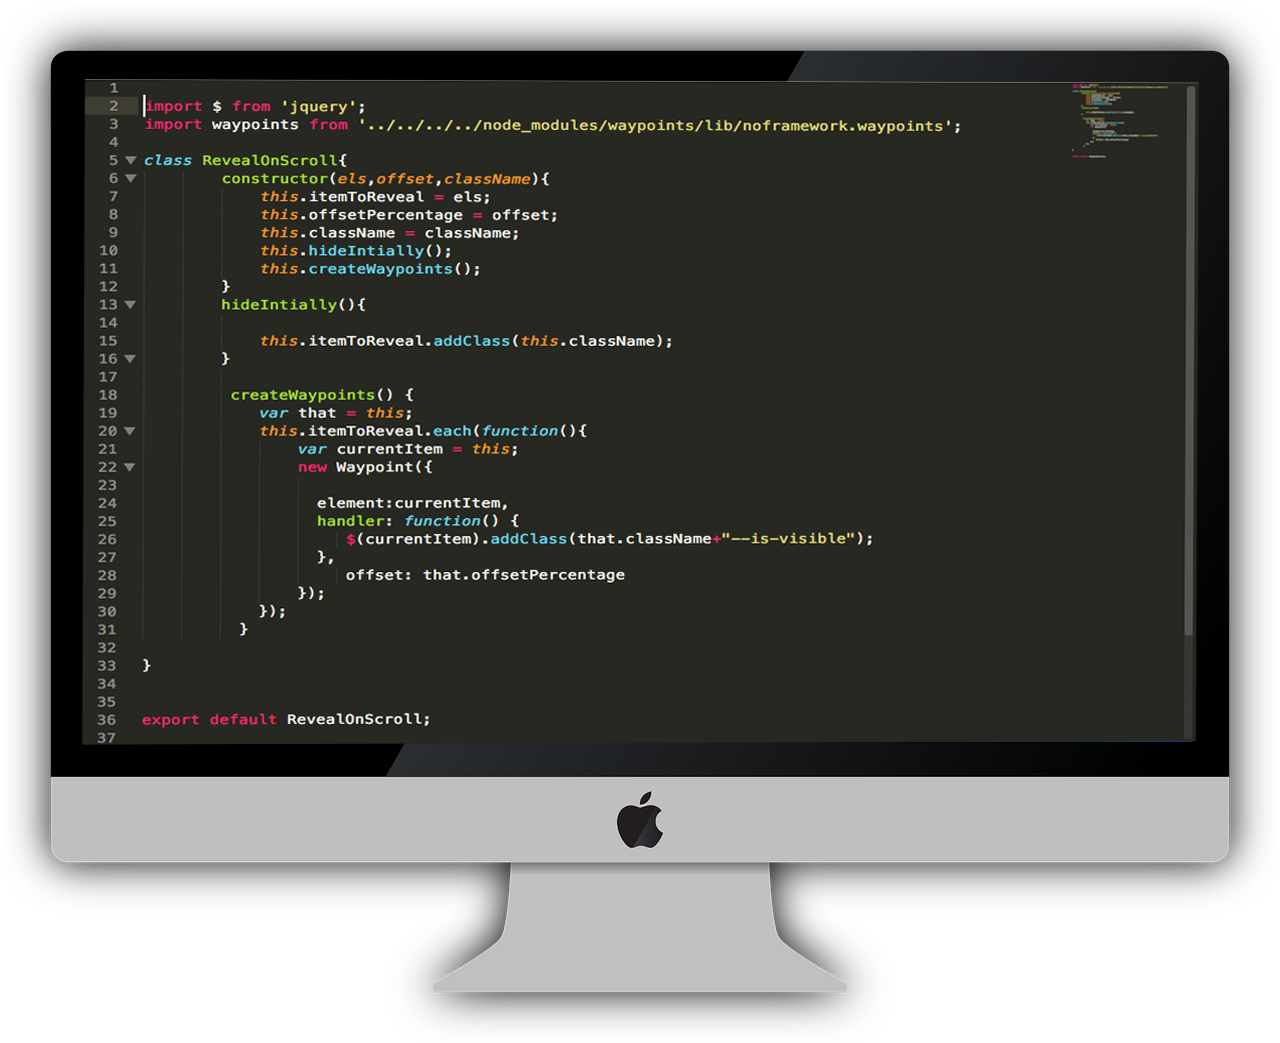 1
2 import $ from 'jquery';
3 import waypoints from '../../../../node_modules/waypoints/lib/noframework.waypoints';
4
5 class RevealOnScroll{
6 constructor(els,offset,className){
7 this.itemToReveal = els;
8 this.offsetPercentage = offset;
9 this.className = className;
10 this.hideIntially();
11 this.createWaypoints();
12 }
13 hideIntially(){
14
15 this.itemToReveal.addClass(this.className);
16 }
17
18 createWaypoints() {
19 var that = this;
20 this.itemToReveal.each(function(){
21 var currentItem = this;
22 new Waypoint({
23
24 element:currentItem,
25 handler: function() {
26 $(currentItem).addClass(that.className+"--is-visible");
27 },
28 offset: that.offsetPercentage
29 });
30 });
31 }
32
33 }
34
35
36 export default RevealOnScroll;
37